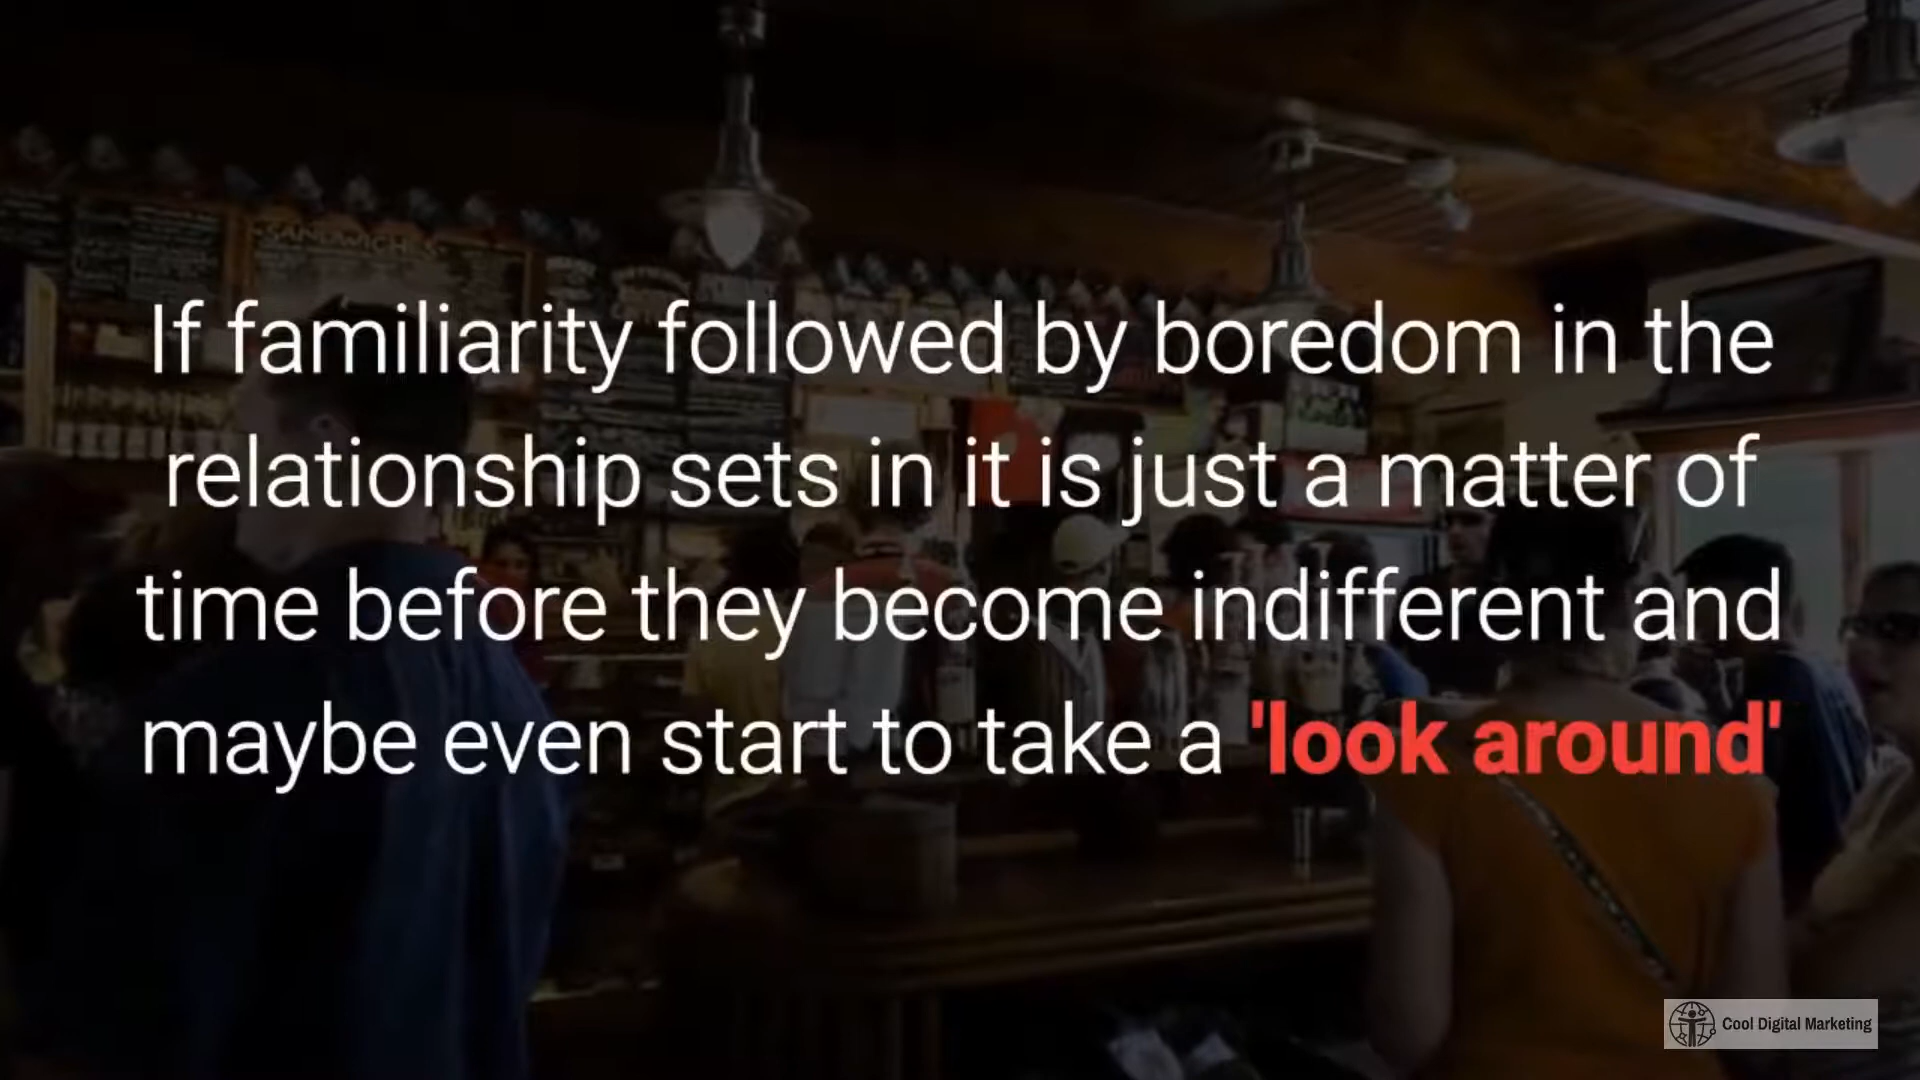 SANDWICHES
If familiarity followed by boredom in the
relationship sets in it is just a matter of
time before they become indifferent and
maybe even start to take a 'look around'
Cool Digital Marketing